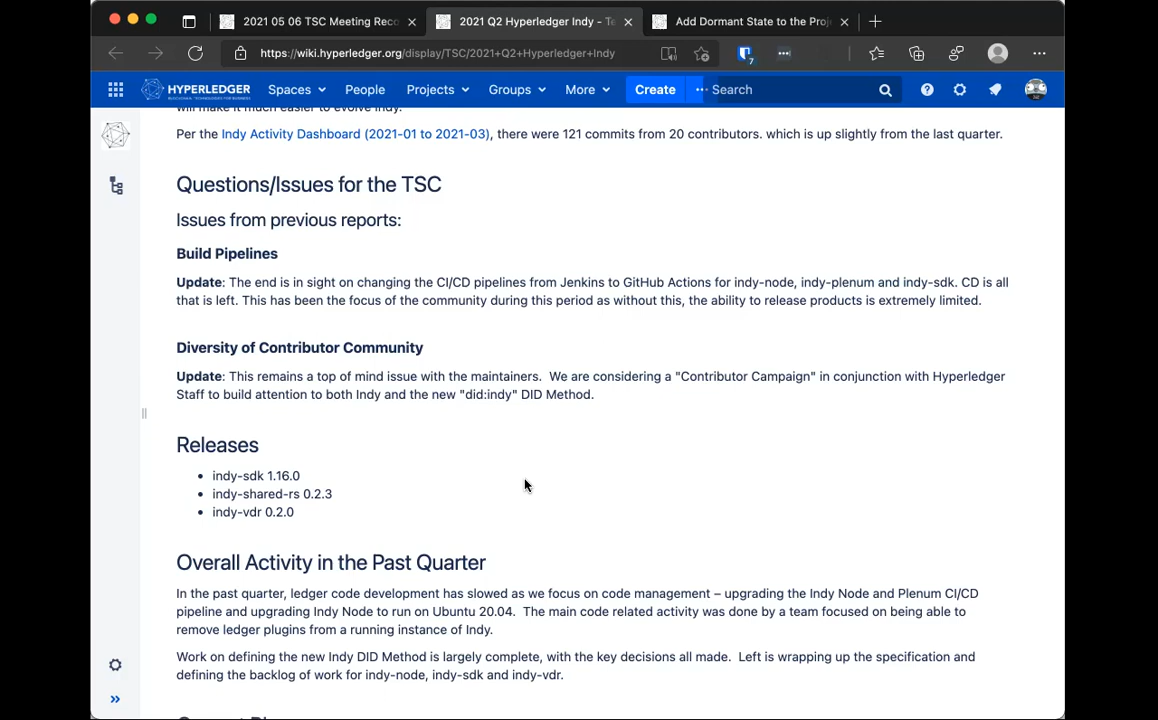 2021 05 06 TSC Meeting Reco
2021 Q2 Hyperledger Indy - Te
Add Dormant State to the Proj
https://wiki.hyperledger.org/display/TSC/2021+Q2+Hyperledger+Indy
7
HYPERLEDGER
Spaces
People
Projects
Groups
More
Create
Search
will make it much easier to evolve Indy.
Per the Indy Activity Dashboard (2021-01 to 2021-03), there were 121 commits from 20 contributors. which is up slightly from the last quarter.
Questions/Issues for the TSC
Issues from previous reports:
Build Pipelines
Update: The end is in sight on changing the CI/CD pipelines from Jenkins to GitHub Actions for indy-node, indy-plenum and indy-sdk. CD is all
that is left. This has been the focus of the community during this period as without this, the ability to release products is extremely limited.
Diversity of Contributor Community
Update: This remains a top of mind issue with the maintainers. We are considering a "Contributor Campaign" in conjunction with Hyperledger
Staff to build attention to both Indy and the new "did:indy" DID Method.
Releases
• indy-sdk 1.16.0
• indy-shared-rs 0.2.3
• indy-vdr 0.2.0
Overall Activity in the Past Quarter
In the past quarter, ledger code development has slowed as we focus on code management – upgrading the Indy Node and Plenum CI/CD
pipeline and upgrading Indy Node to run on Ubuntu 20.04. The main code related activity was done by a team focused on being able to
remove ledger plugins from a running instance of Indy.
Work on defining the new Indy DID Method is largely complete, with the key decisions all made. Left is wrapping up the specification and
defining the backlog of work for indy-node, indy-sdk and indy-vdr.